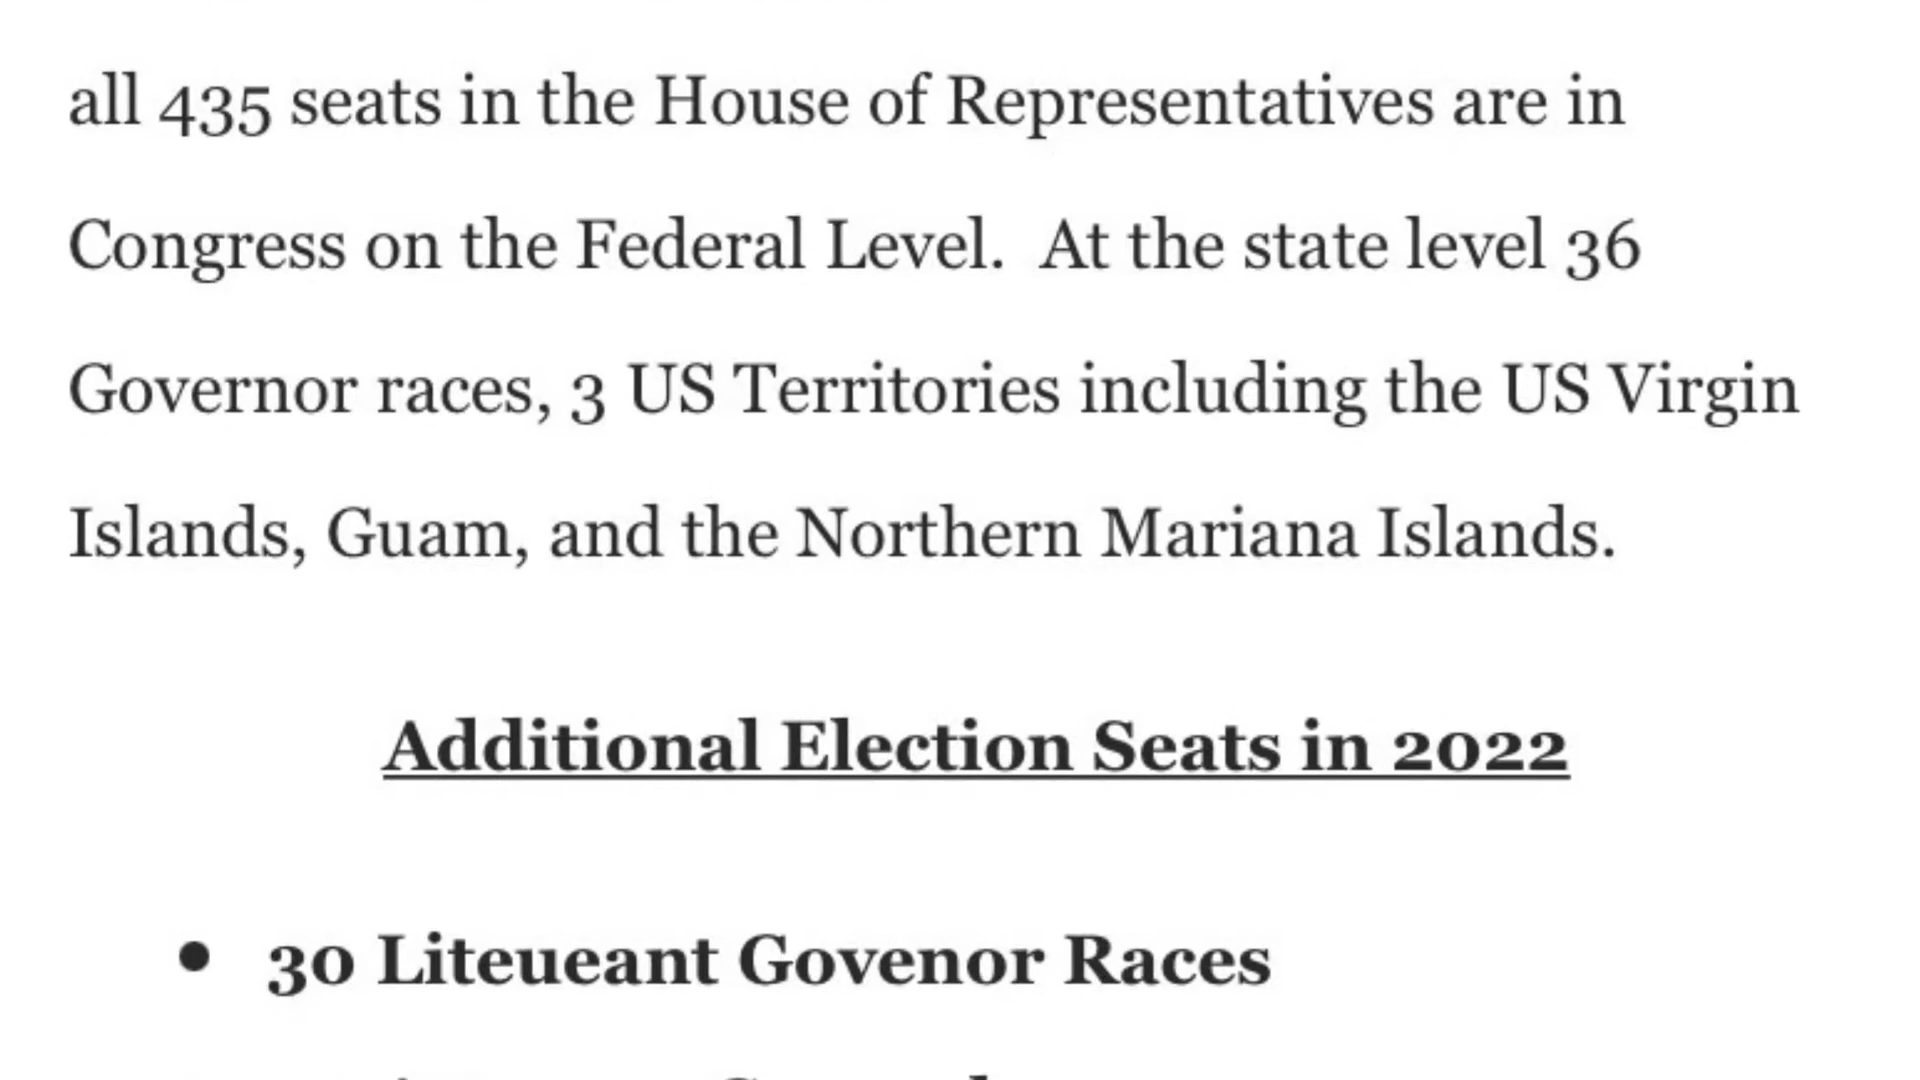 all 435 seats in the House of Representatives are in
Congress on the Federal Level.  At the state level 36
Governor races, 3 US Territories including the US Virgin
Islands, Guam, and the Northern Mariana Islands.
Additional Election Seats in 2022
• 30 Liteueant Govenor Races